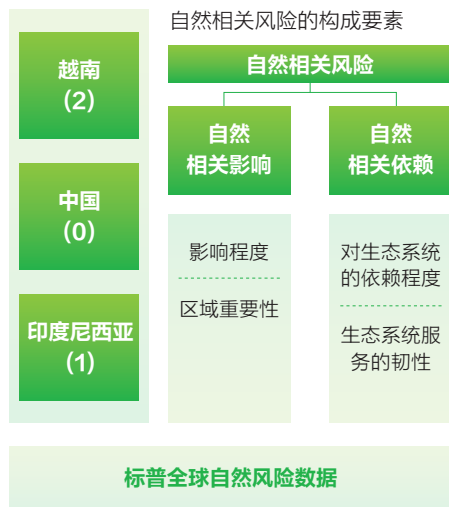 越南
(2)
中国
(0)
印度尼西亚
(1)
自然相关风险的构成要素
自然相关风险
自然
相关影响
自然
相关依赖
影响程度
区域重要性
对生态系统
的依赖程度
生态系统服
务的韧性
标普全球自然风险数据